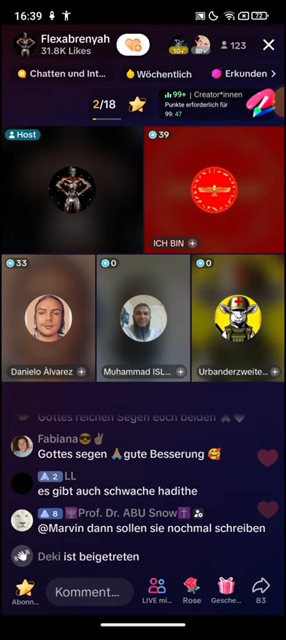 16:39
72
Flexabrenyah
31.8K Likes
10+
123
Chatten und Int...
Wöchentlich
Erkunden
2/18
99+ | Creator*innen
Punkte erforderlich für
99: 47
Host
39
ICH BIN
33
0
0
Danielo Àlvarez
Muhammad ISL...
Urbanderzweite...
Gottes reichen Segen euch beiden
Fabiana😎✌
Gottes segen 🙏gute Besserung 🥰
2 LL
es gibt auch schwache hadithe
8 Prof. Dr. ABU Snow
@Marvin dann sollen sie nochmal schreiben
Deki ist beigetreten
Abonn...
Komment...
LIVE mi...
Rose
Gesche...
83